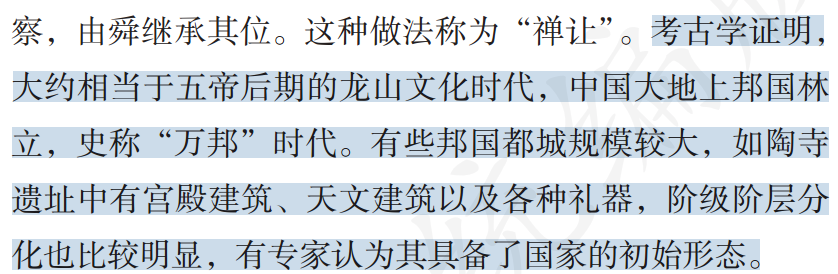 察，由舜继承其位。这种做法称为“禅让”。考古学证明，
大约相当于五帝后期的龙山文化时代，中国大地上邦国林
立，史称“万邦”时代。有些邦国都城规模较大，如陶寺
遗址中有宫殿建筑、天文建筑以及各种礼器，阶级阶层分
化也比较明显，有专家认为其具备了国家的初始形态。